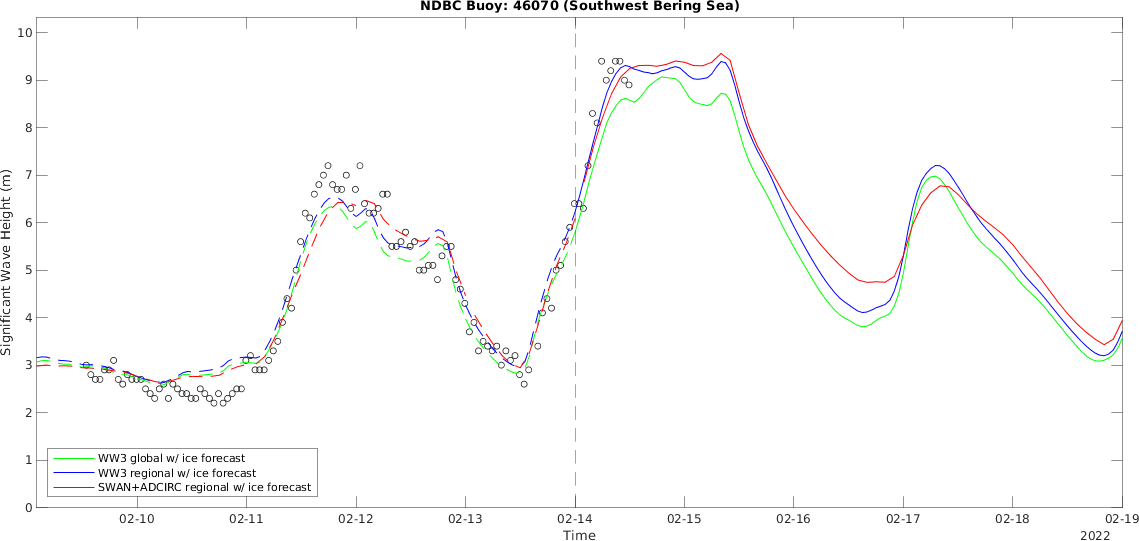 NDBC Buoy: 46070 (Southwest Bering Sea)
Significant Wave Height (m)
10
9
8
7
6
5
4
3
2
1
0
WW3 global w/ ice forecast
WW3 regional w/ ice forecast
SWAN+ADCIRC regional w/ ice forecast
02-10 02-11 02-12 02-13 02-14 02-15 02-16 02-17 02-18 02-19
Time
2022